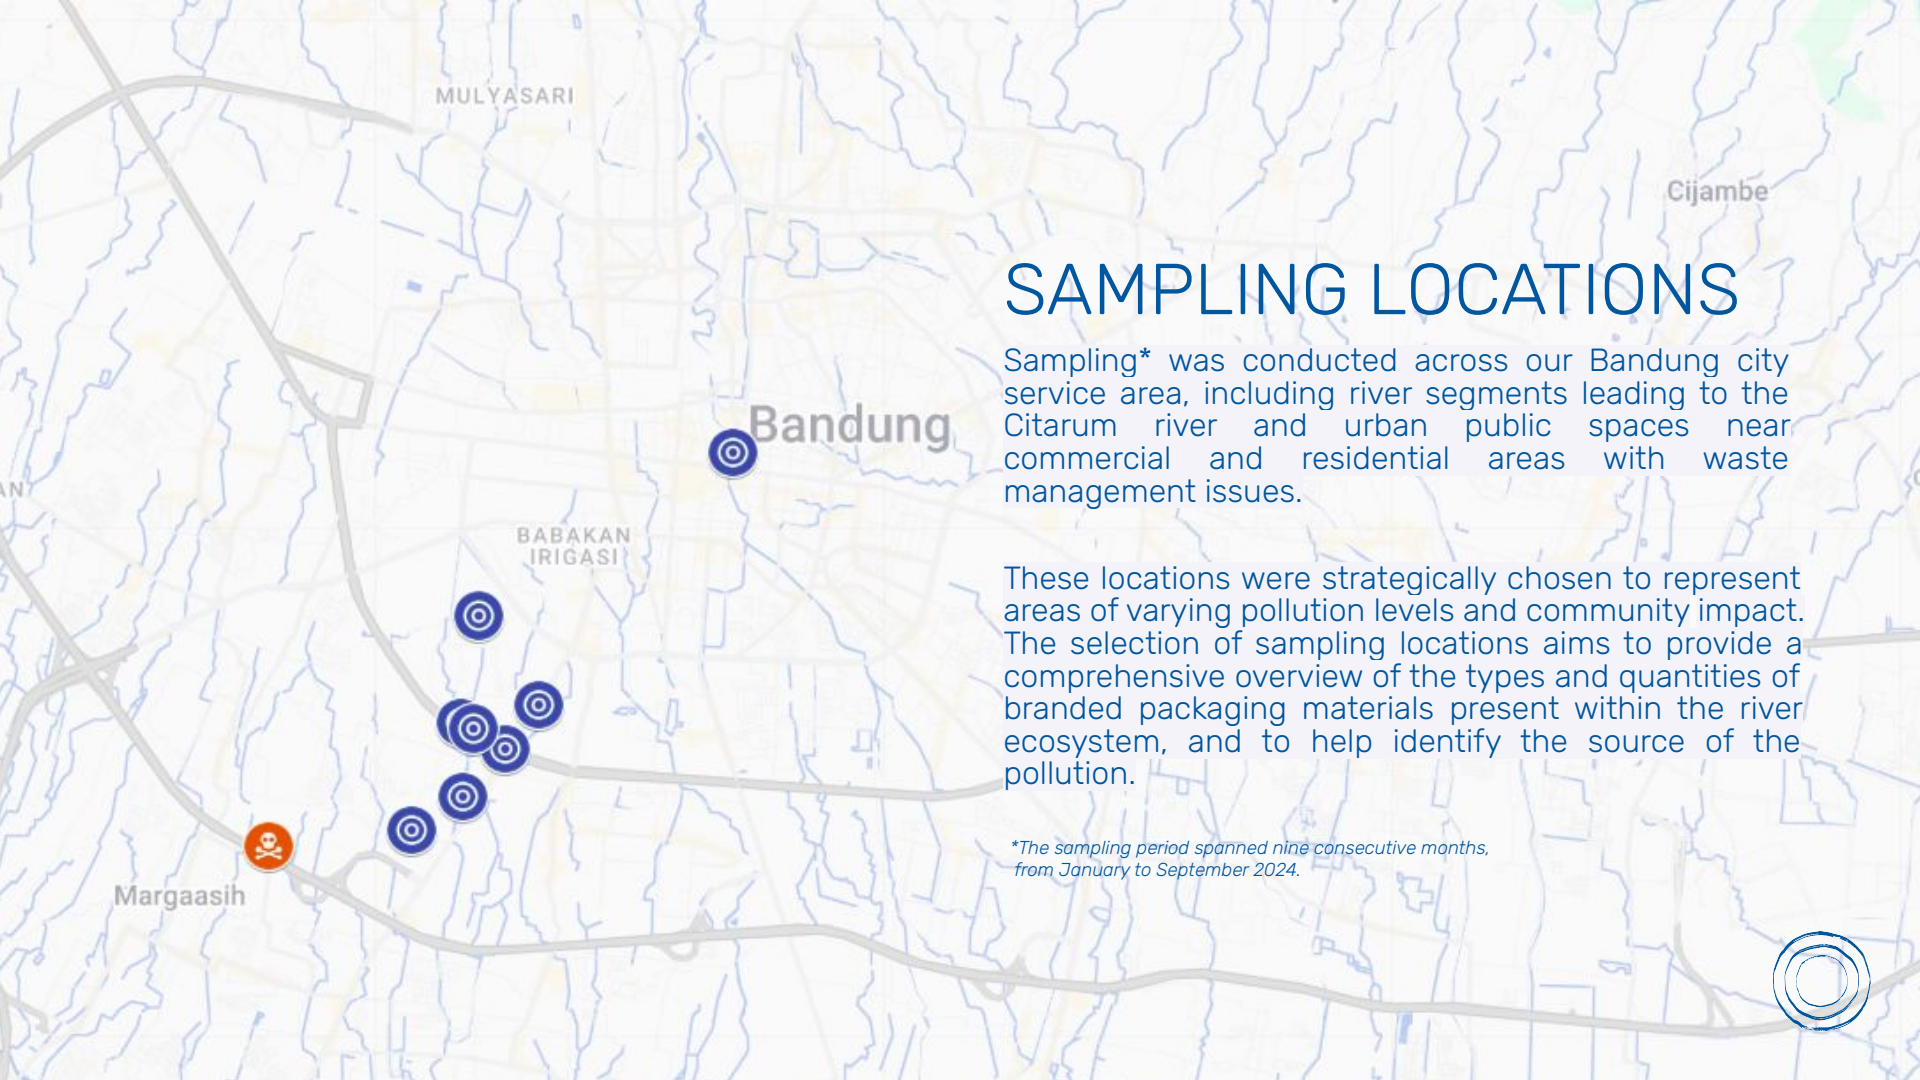 MULYASARI
Cijambe
SAMPLING LOCATIONS
Sampling* was conducted across our Bandung city
service area, including river segments leading to the
Citarum river and urban public spaces near
commercial and residential areas with waste
management issues.
Bandung
AN
BABAKAN
IRIGASI
These locations were strategically chosen to represent
areas of varying pollution levels and community impact.
The selection of sampling locations aims to provide a
comprehensive overview of the types and quantities of
branded packaging materials present within the river
ecosystem, and to help identify the source of the
pollution.
*The sampling period spanned nine consecutive months,
from January to September 2024.
Margaasih